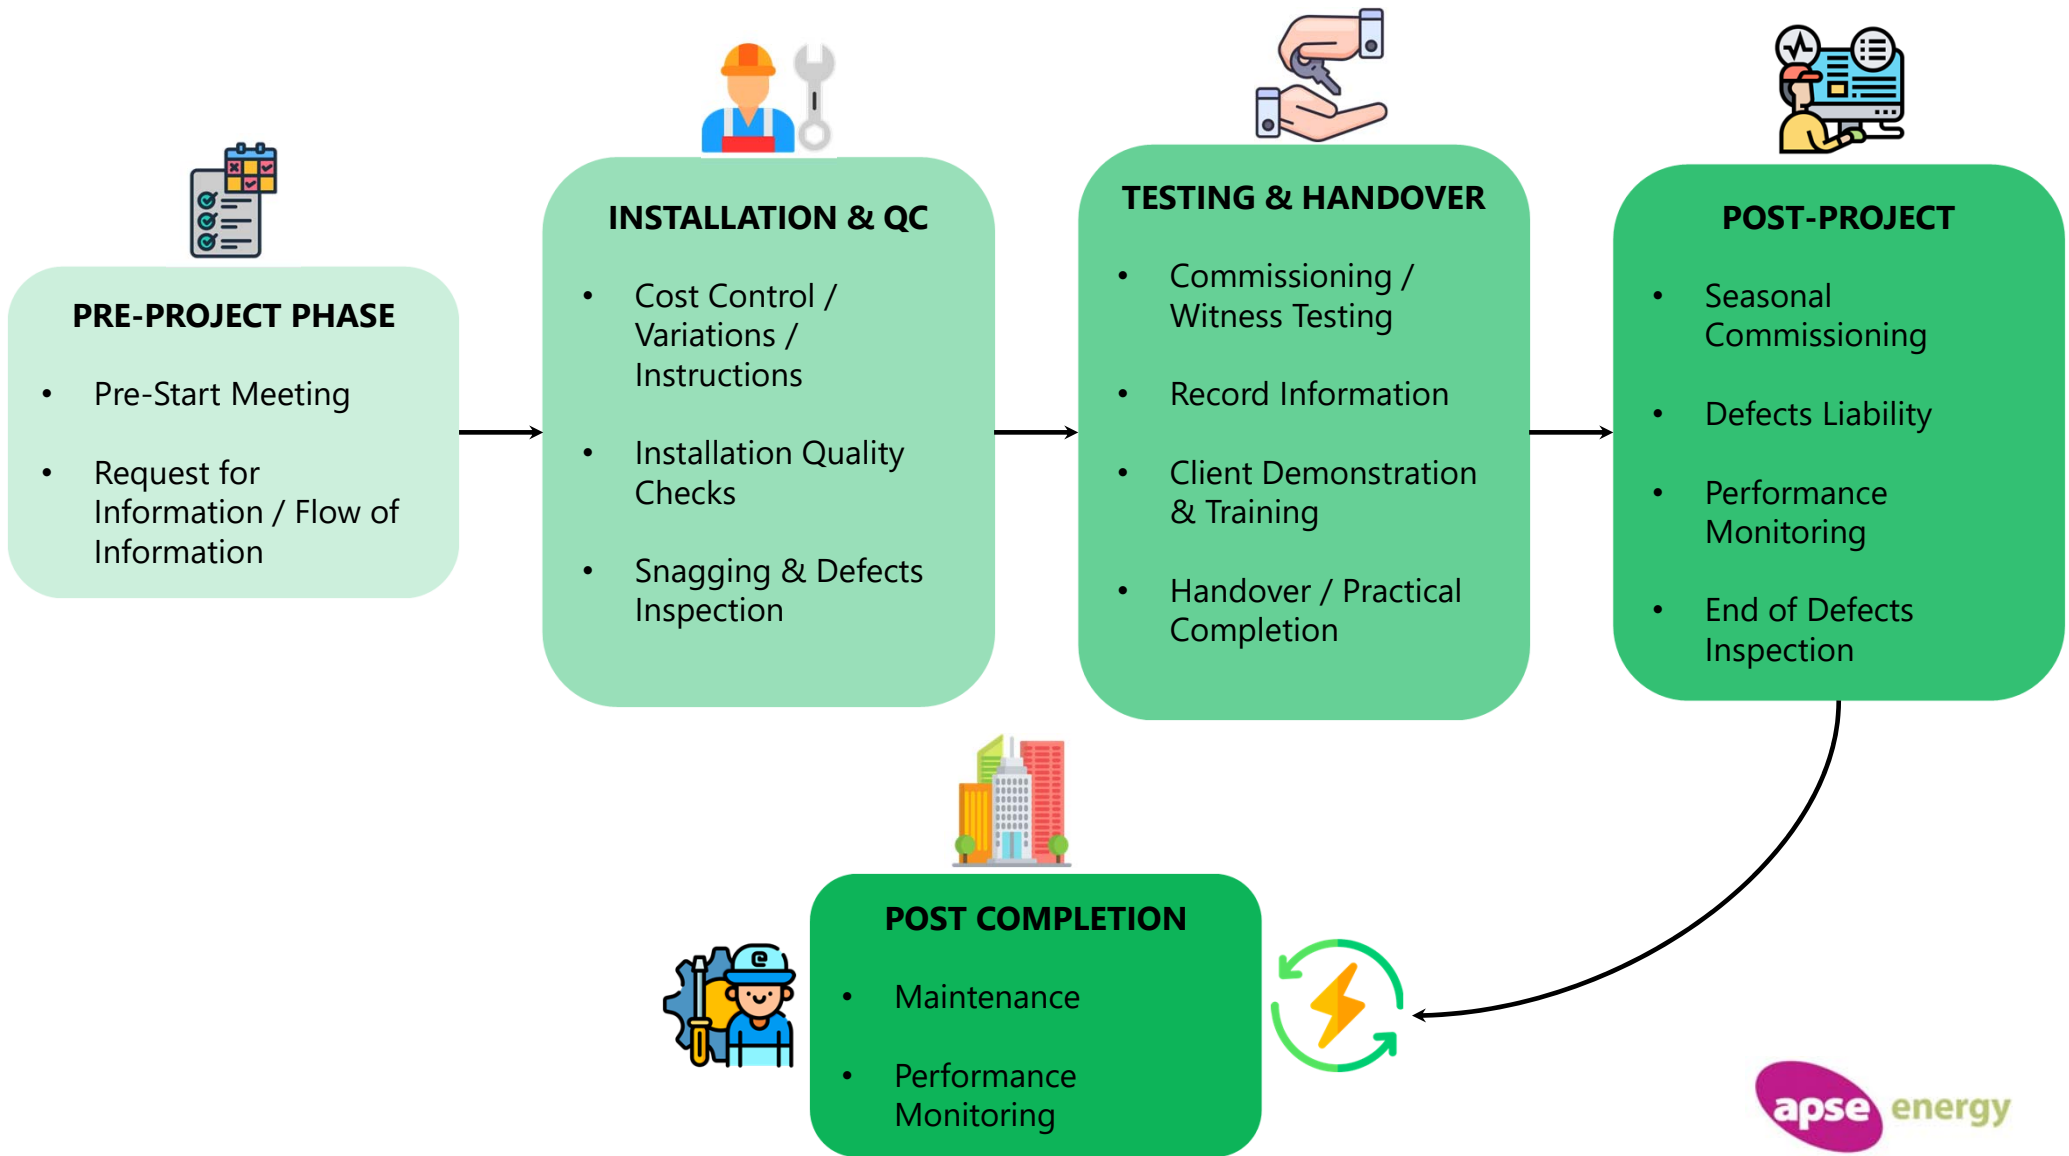 PRE-PROJECT PHASE
• Pre-Start Meeting
• Request for
Information / Flow of
Information
INSTALLATION & QC
• Cost Control /
Variations /
Instructions
• Installation Quality
Checks
• Snagging & Defects
Inspection
TESTING & HANDOVER
• Commissioning /
Witness Testing
• Record Information
• Client Demonstration
& Training
• Handover / Practical
Completion
POST-PROJECT
• Seasonal
Commissioning
• Defects Liability
• Performance
Monitoring
• End of Defects
Inspection
POST COMPLETION
• Maintenance
• Performance
Monitoring
apse energy